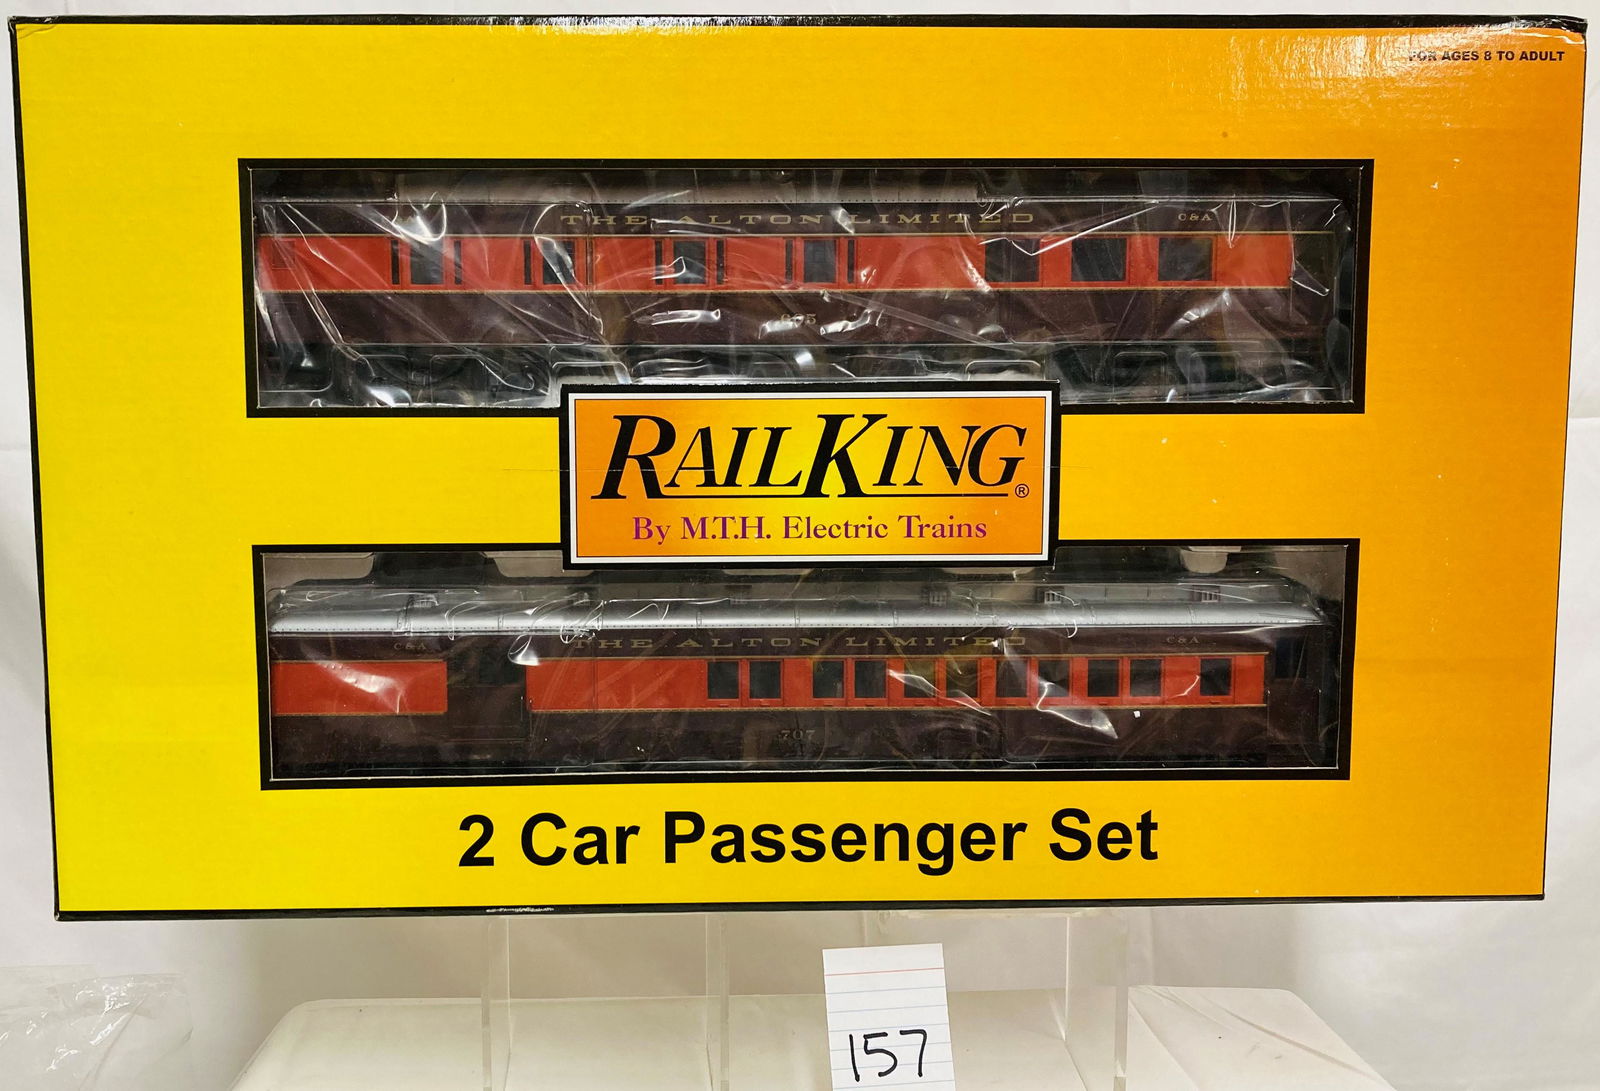 FOR AGES 8 TO ADULT
THE ALTON LIMITED
C&A
RAILKING®
By M.T.H. Electric Trains
C&A
THE ALTON LIMITED
C&A
707
2 Car Passenger Set
157